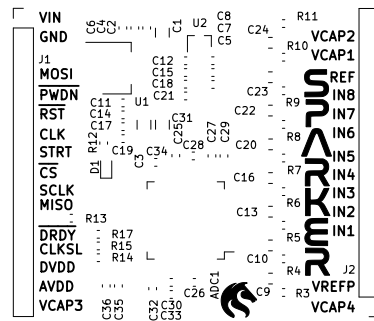 VIN
GND
J1
MOSI
PWDN
RST
CLK
STRT
CS
SCLK
MISO
DRDY
CLKSL
DVDD
AVDD
VCAP3
C6
C4
C2
C1
U2
C8
C7
C5
C12
C15
C18
C21
C11
C14
C17
U1
R12
D1
C19
C3
C34
C31
C25
C28
C27
C29
R13
R17
R15
R14
C36
C35
C32
C30
C33
C26
ADC1
C24
C23
C22
C20
C16
C13
C10
C9
R11
R10
R9
R8
R7
R6
R5
R4
R3
SPARKER
VCAP2
VCAP1
REF
IN8
IN7
IN6
IN5
IN4
IN3
IN2
IN1
J2
VREFP
VCAP4